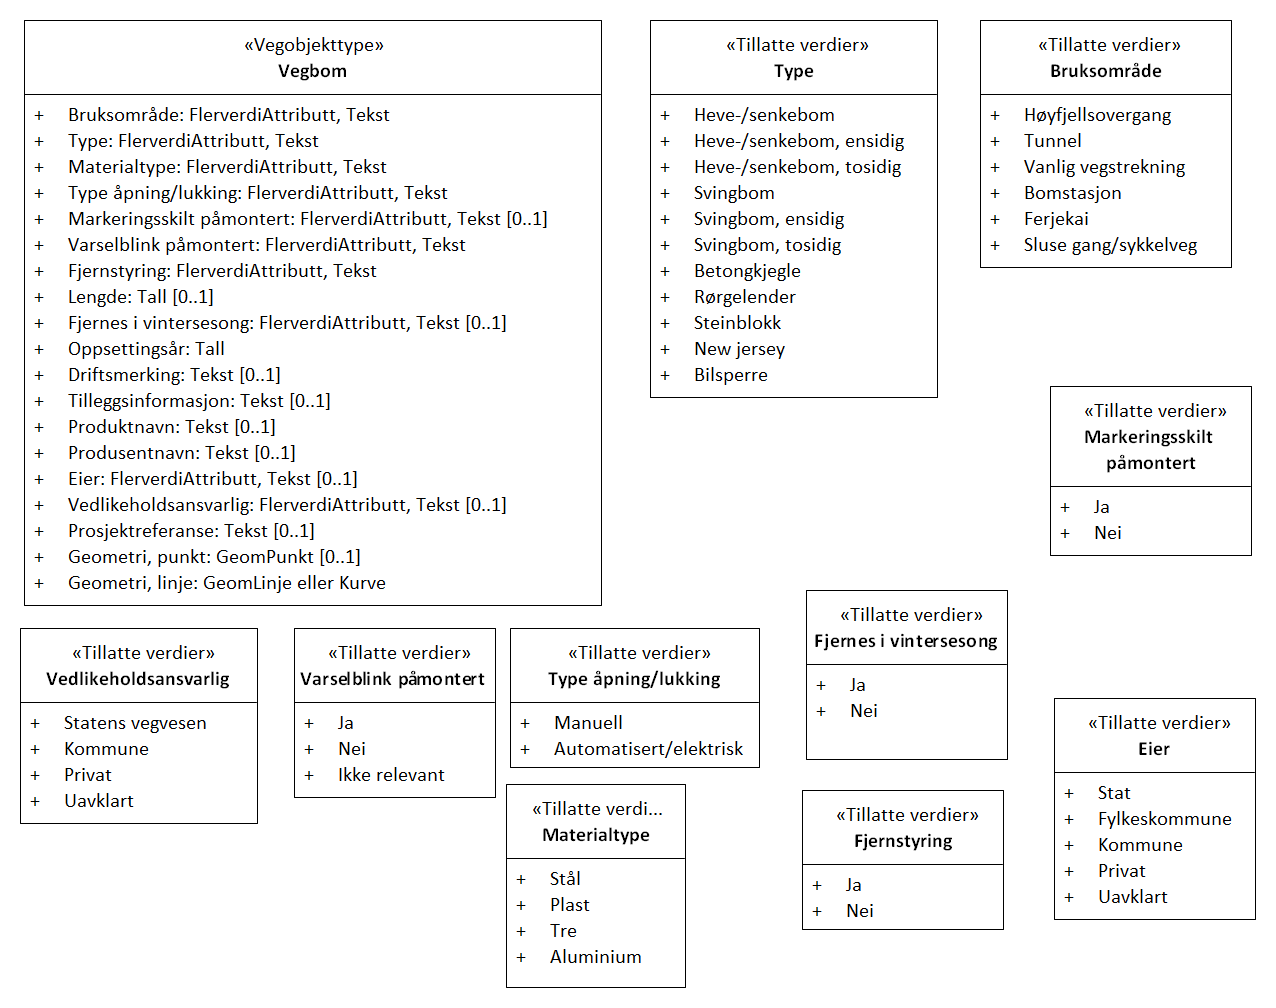 «Vegobjekttype»
Vegbom
+ Bruksområde: FlerverdiAttributt, Tekst
+ Type: FlerverdiAttributt, Tekst
+ Materialtype: FlerverdiAttributt, Tekst
+ Type åpning/lukking: FlerverdiAttributt, Tekst
+ Markeringsskilt påmontert: FlerverdiAttributt, Tekst [0..1]
+ Varselblink påmontert: FlerverdiAttributt, Tekst
+ Fjernstyring: FlerverdiAttributt, Tekst
+ Lengde: Tall [0..1]
+ Fjernes i vintersesong: FlerverdiAttributt, Tekst [0..1]
+ Oppsettingsår: Tall
+ Driftsmerking: Tekst [0..1]
+ Tilleggsinformasjon: Tekst [0..1]
+ Produktnavn: Tekst [0..1]
+ Produsentnavn: Tekst [0..1]
+ Eier: FlerverdiAttributt, Tekst [0..1]
+ Vedlikeholdsansvarlig: FlerverdiAttributt, Tekst [0..1]
+ Prosjektreferanse: Tekst [0..1]
+ Geometri, punkt: GeomPunkt [0..1]
+ Geometri, linje: GeomLinje eller Kurve
«Tillatte verdier»
Type
+ Heve-/senkebom
+ Heve-/senkebom, ensidig
+ Heve-/senkebom, tosidig
+ Svingbom
+ Svingbom, ensidig
+ Svingbom, tosidig
+ Betongkjegle
+ Rørgelender
+ Steinblokk
+ New jersey
+ Bilsperre
«Tillatte verdier»
Bruksområde
+ Høyfjellsovergang
+ Tunnel
+ Vanlig vegstrekning
+ Bomstasjon
+ Ferjekai
+ Sluse gang/sykkelveg
«Tillatte verdier»
Markeringsskilt
påmontert
+ Ja
+ Nei
«Tillatte verdier»
Vedlikeholdsansvarlig
+ Statens vegvesen
+ Kommune
+ Privat
+ Uavklart
«Tillatte verdier»
Varselblink påmontert
+ Ja
+ Nei
+ Ikke relevant
«Tillatte verdier»
Type åpning/lukking
+ Manuell
+ Automatisert/elektrisk
«Tillatte verdi...
Materialtype
+ Stål
+ Plast
+ Tre
+ Aluminium
«Tillatte verdier»
Fjernes i vintersesong
+ Ja
+ Nei
«Tillatte verdier»
Fjernstyring
+ Ja
+ Nei
«Tillatte verdier»
Eier
+ Stat
+ Fylkeskommune
+ Kommune
+ Privat
+ Uavklart